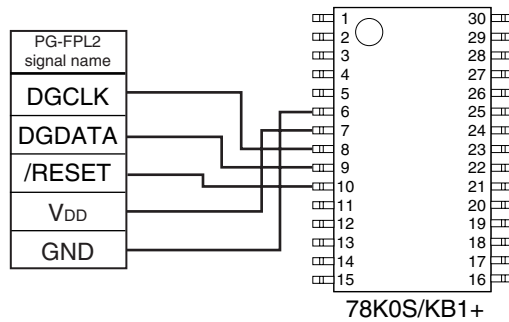 PG-FPL2
signal name
DGCLK
DGDATA
/RESET
VDD
GND
1 30
2 29
3 28
4 27
5 26
6 25
7 24
8 23
9 22
10 21
11 20
12 19
13 18
14 17
15 16
78K0S/KB1+